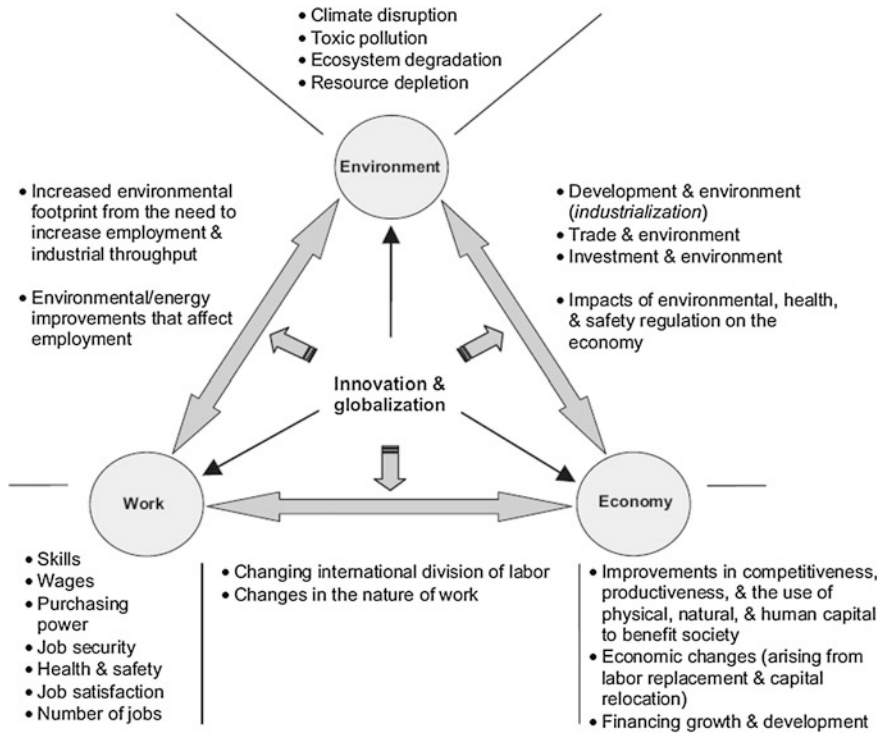 • Climate disruption
• Toxic pollution
• Ecosystem degradation
• Resource depletion
Environment
• Increased environmental
footprint from the need to
increase employment &
industrial throughput
• Environmental/energy
improvements that affect
employment
• Development & environment
(industrialization)
• Trade & environment
• Investment & environment
• Impacts of environmental, health,
& safety regulation on the
economy
Innovation &
globalization
Work
Economy
• Skills
• Wages
• Purchasing
power
• Job security
• Health & safety
• Job satisfaction
• Number of jobs
• Changing international division of labor
• Changes in the nature of work
• Improvements in competitiveness,
productiveness, & the use of
physical, natural, & human capital
to benefit society
• Economic changes (arising from
labor replacement & capital
relocation)
• Financing growth & development